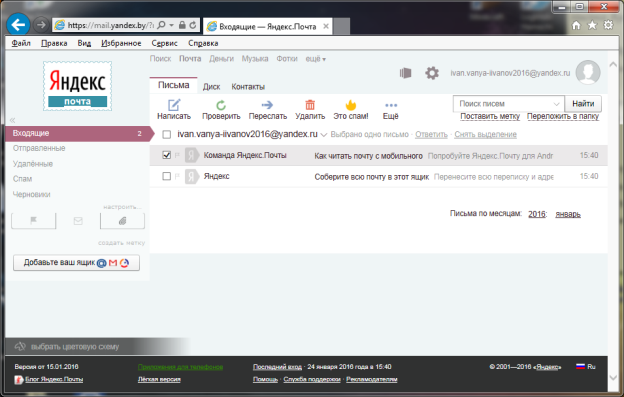 https://mail.yandex.by/?
Входящие — Яндекс.Почта
Файл Правка Вид Избранное Сервис Справка
Поиск Почта Деньги Музыка Фотки ещё
Яндекс
почта
ivan.vanya-iivanov2016@yandex.ru
Письма Диск Контакты
Написать Проверить Переслать Удалить Это спам! Ещё
Поиск писем Найти
Поставить метку Переложить в папку
Входящие 2
Отправленные
Удалённые
Спам
Черновики
настроить...
создать метку
Добавьте ваш ящик
ivan.vanya-iivanov2016@yandex.ru Выбрано одно письмо Ответить Снять выделение
Я Команда Яндекс.Почты Как читать почту с мобильного Попробуйте Яндекс.Почту для Andr 15:40
Я Яндекс Соберите всю почту в этот ящик Перенесите всю переписку и адре 15:40
Письма по месяцам: 2016: январь
выбрать цветовую схему
Версия от 15.01.2016 Приложения для телефонов Последний вход · 24 января 2016 года в 15:40 © 2001—2016 «Яндекс» Ru
Блог Яндекс.Почты Лёгкая версия Помощь · Служба поддержки · Рекламодателям